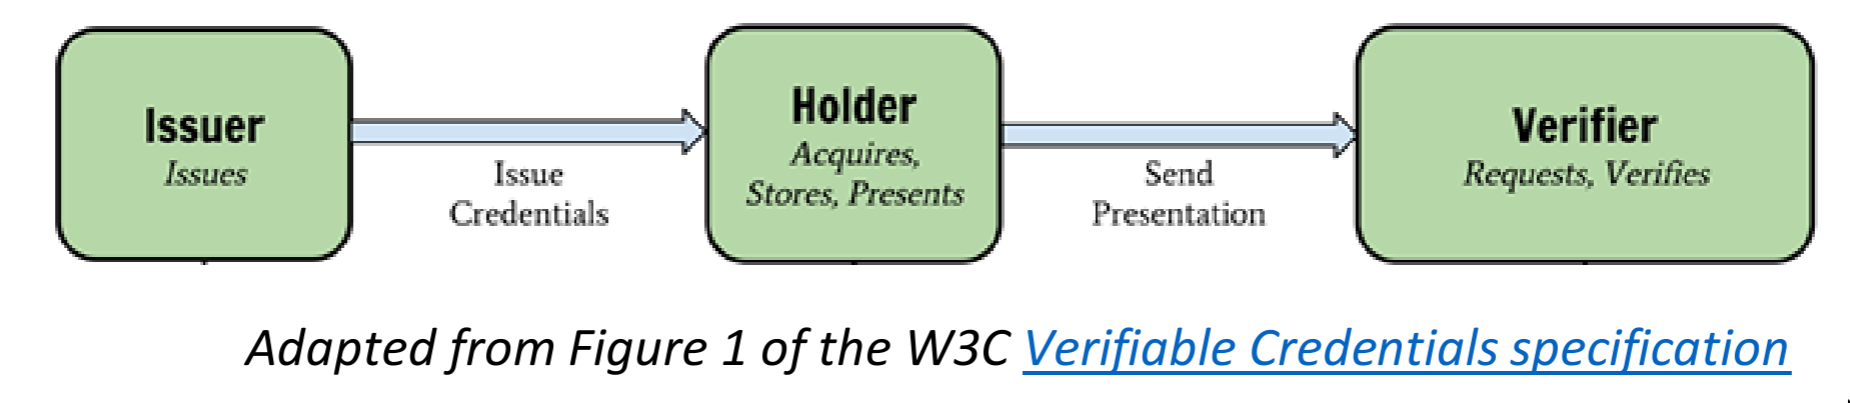 Issuer
Issues
Issue
Credentials
Holder
Acquires,
Stores, Presents
Send
Presentation
Verifier
Requests, Verifies
Adapted from Figure 1 of the W3C Verifiable Credentials specification